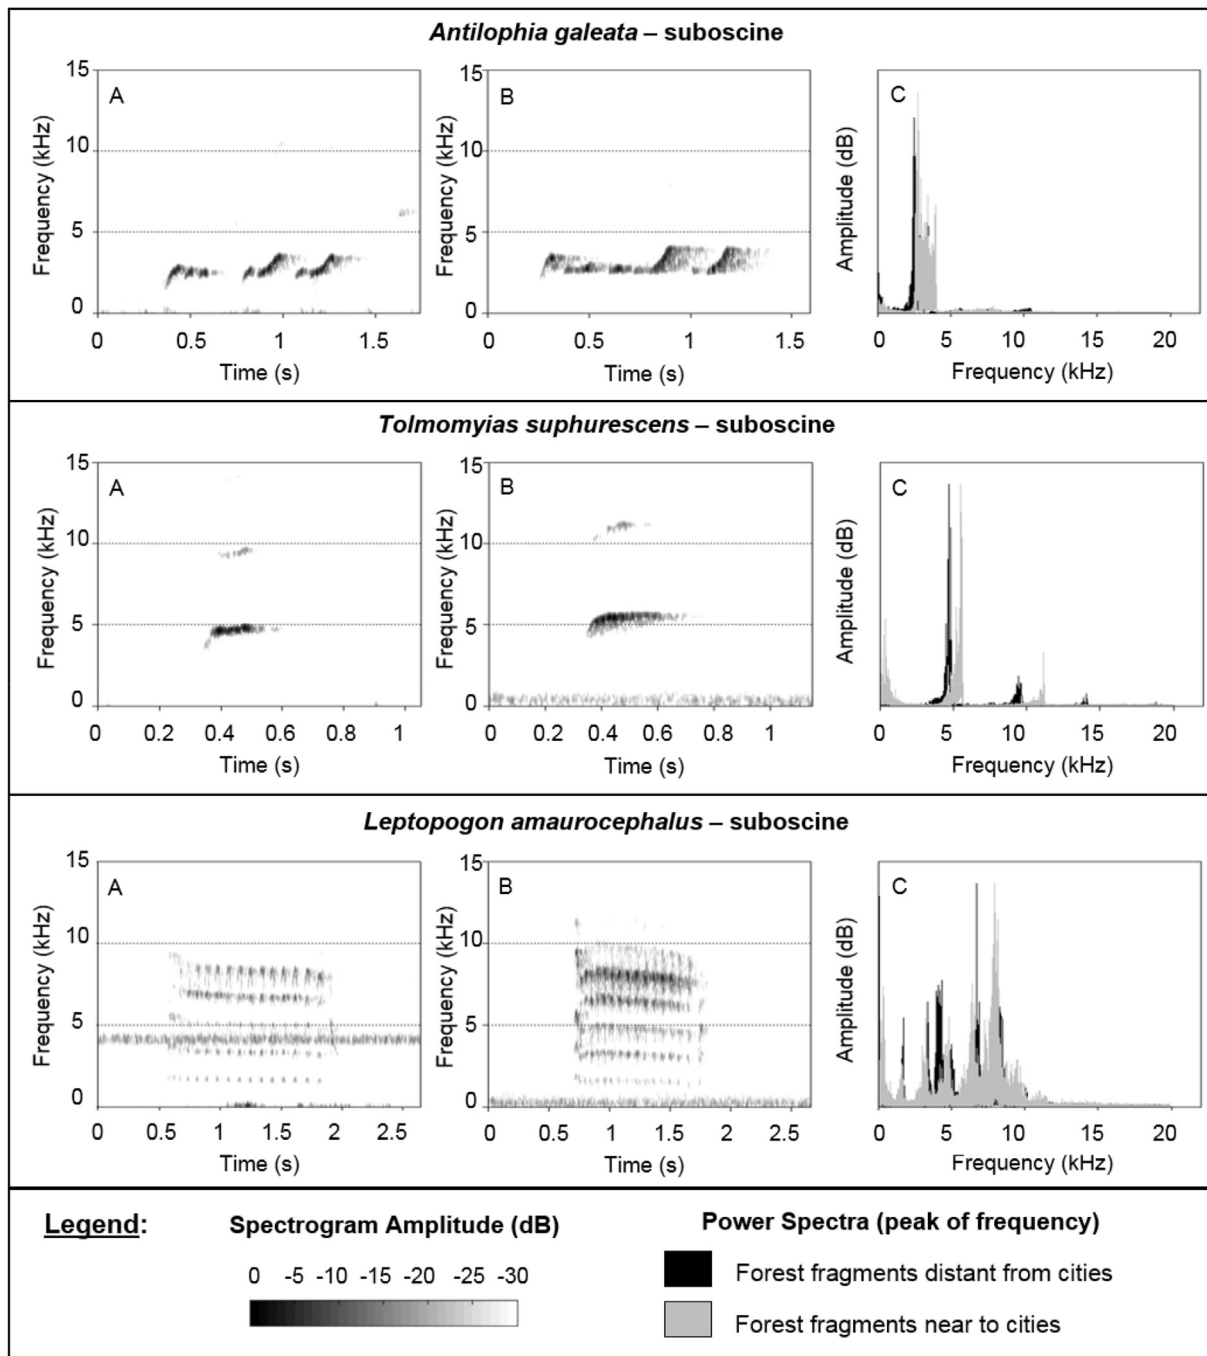 Antilophia galeata – suboscine
A
15
10
5
0
Frequency (kHz)
0 0.5 1 1.5
Time (s)
B
15
10
5
0
Frequency (kHz)
0 0.5 1 1.5
Time (s)
C
Amplitude (dB)
0 5 10 15 20
Frequency (kHz)
Tolmomyias suphurescens – suboscine
A
15
10
5
0
Frequency (kHz)
0 0.2 0.4 0.6 0.8 1
Time (s)
B
15
10
5
0
Frequency (kHz)
0 0.2 0.4 0.6 0.8 1
Time (s)
C
Amplitude (dB)
0 5 10 15 20
Frequency (kHz)
Leptopogon amaurocephalus – suboscine
A
15
10
5
0
Frequency (kHz)
0 0.5 1 1.5 2 2.5
Time (s)
B
15
10
5
0
Frequency (kHz)
0 0.5 1 1.5 2 2.5
Time (s)
C
Amplitude (dB)
0 5 10 15 20
Frequency (kHz)
Legend:
Spectrogram Amplitude (dB)
0 -5 -10 -15 -20 -25 -30
Power Spectra (peak of frequency)
Forest fragments distant from cities
Forest fragments near to cities